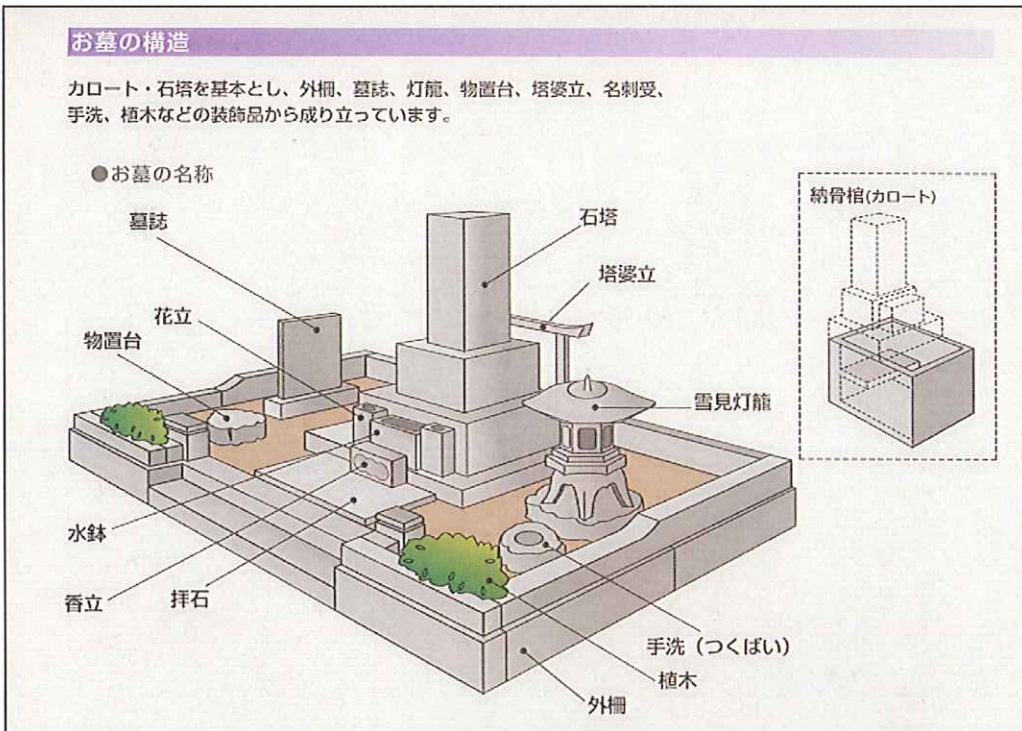 お墓の構造
カロート・石塔を基本とし、外柵、墓誌、灯龍、物置台、塔婆立、名刺受、
手洗、植木などの装飾品から成り立っています。
●お墓の名称
墓誌
石塔
納骨棺(カロート)
塔婆立
花立
物置台
雪見灯龍
水鉢
香立
拝石
手洗（つくばい）
植木
外柵